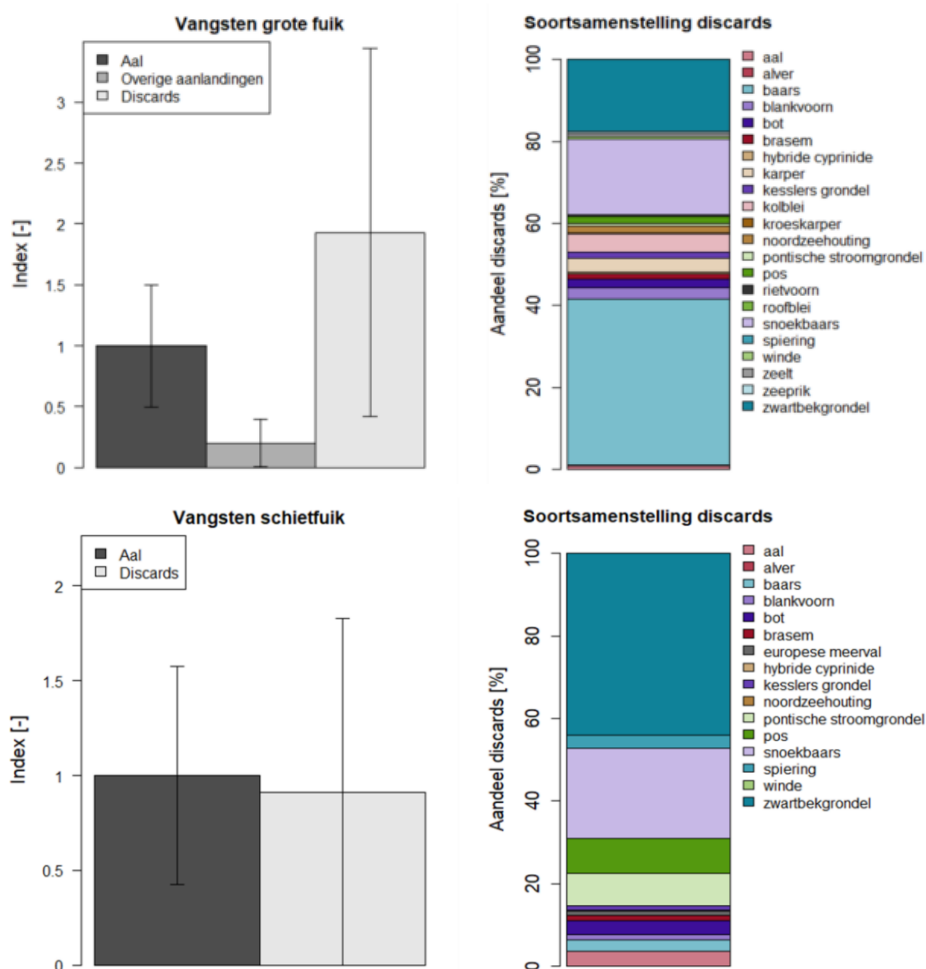 Vangsten grote fuik
Aal
Overige aanlandingen
Discards
Index [-]
3
2.5
2
1.5
1
0.5
0
Soortsamenstelling discards
Aandeel discards [%]
100
80
60
40
20
0
aal
alver
baars
blankvoorn
bot
brasem
hybride cyprinide
karper
kesslers grondel
kolblei
kroeskarper
noordzeehouting
pontische stroomgrondel
pos
rietvoorn
roofblei
snoekbaars
spiering
winde
zeelt
zeeprik
zwartbekgrondel
Vangsten schietfuik
Aal
Discards
Index [-]
2
1.5
1
0.5
0
Soortsamenstelling discards
Aandeel discards [%]
100
80
60
40
20
0
aal
alver
baars
blankvoorn
bot
brasem
europese meerval
hybride cyprinide
kesslers grondel
noordzeehouting
pontische stroomgrondel
pos
snoekbaars
spiering
winde
zwartbekgrondel